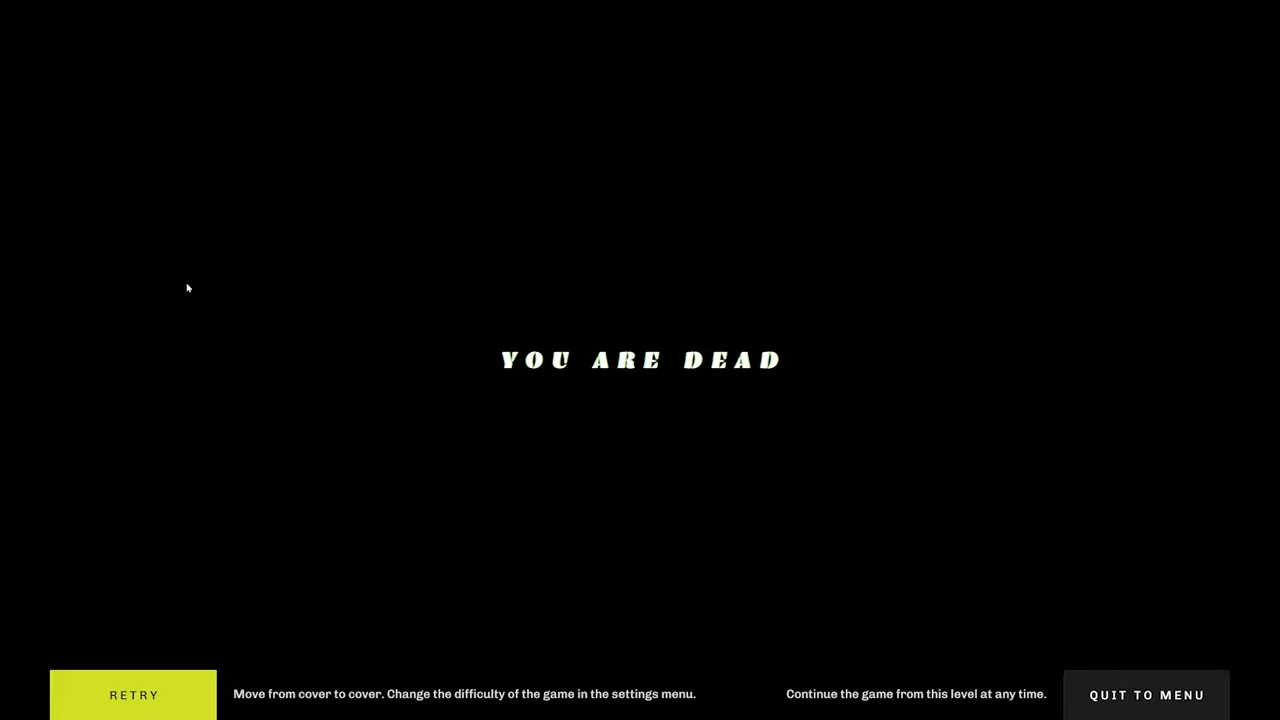 YOU ARE DEAD
RETRY
Move from cover to cover. Change the difficulty of the game in the settings menu.
Continue the game from this level at any time.
QUIT TO MENU